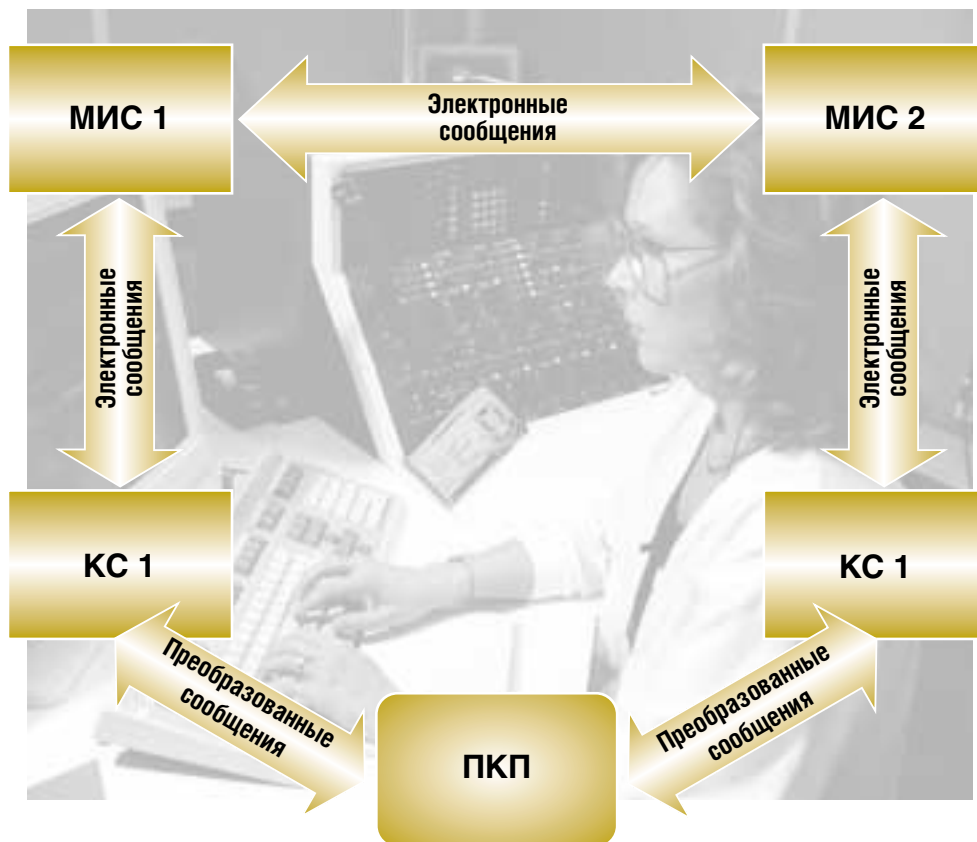 МИС 1
Электронные
сообщения
МИС 2
Электронные
сообщения
Электронные
сообщения
КС 1
КС 1
Преобразованные
сообщения
Преобразованные
сообщения
ПКП